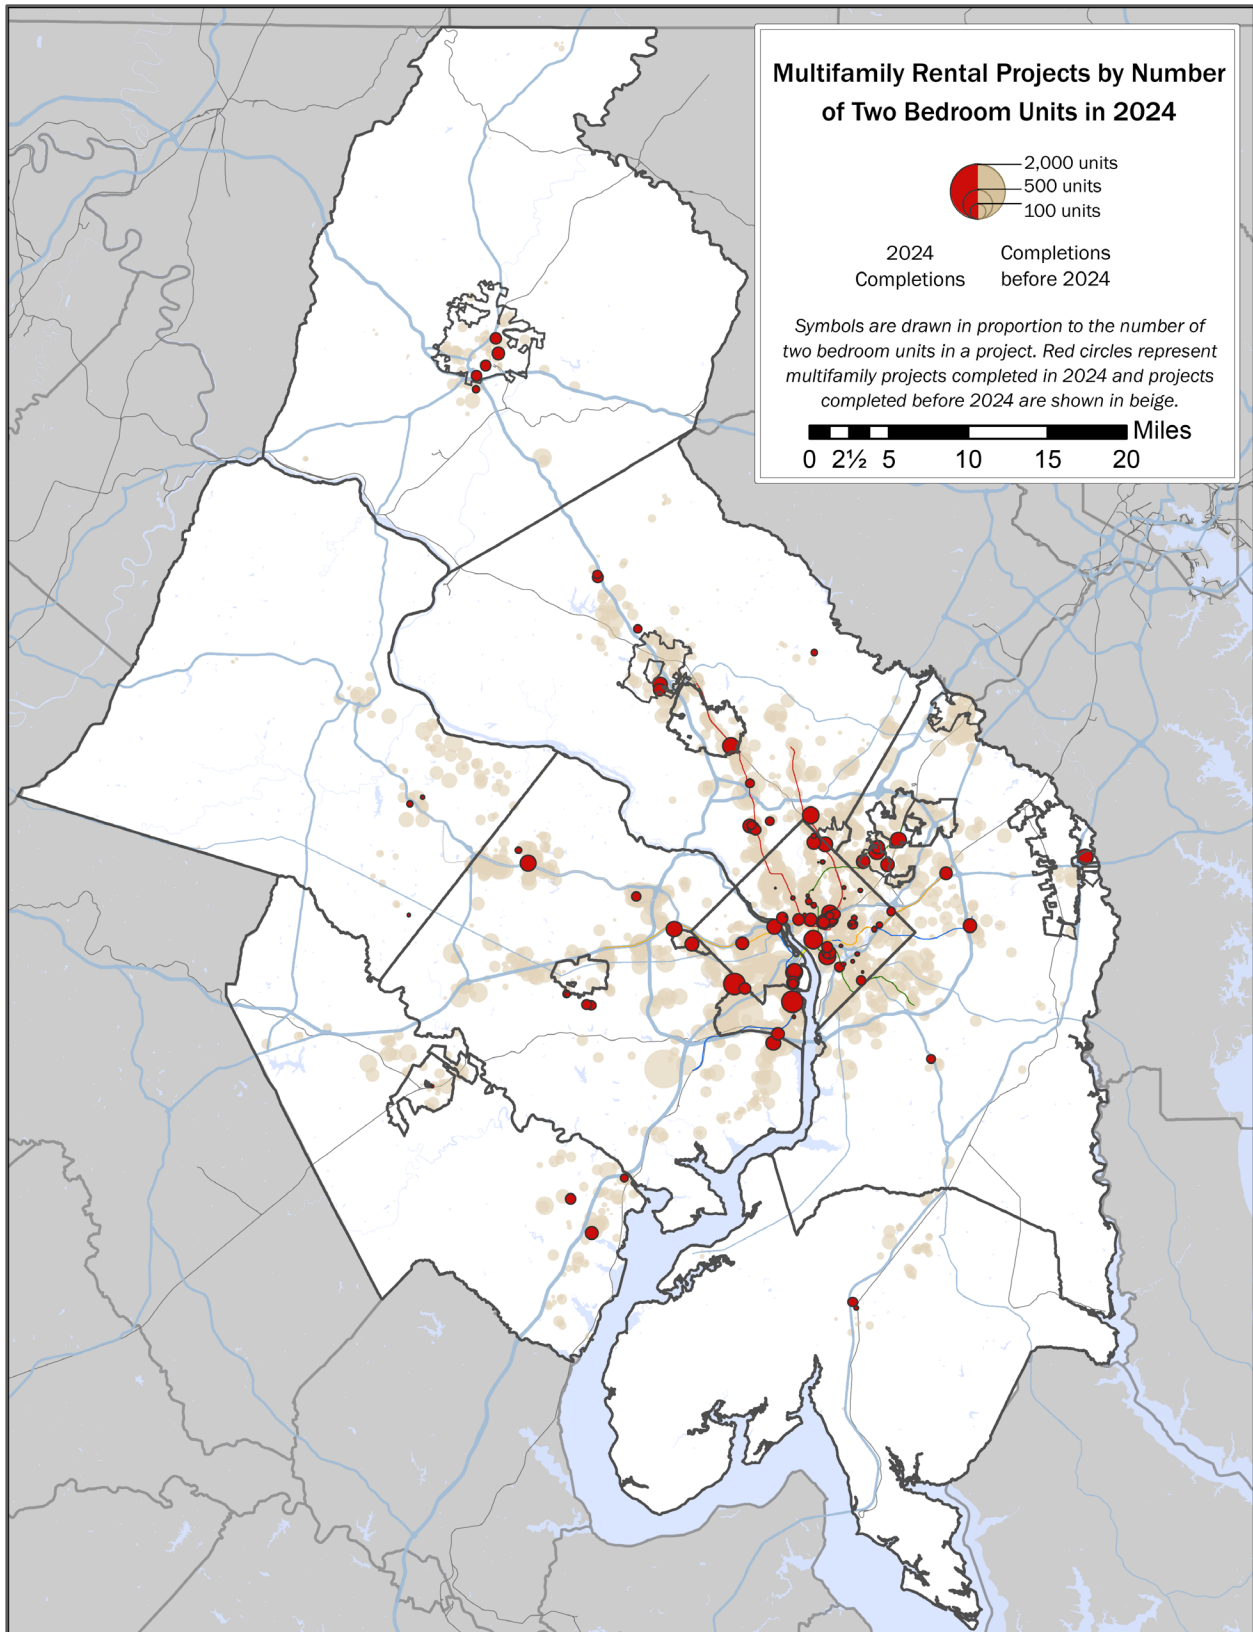 Multifamily Rental Projects by Number
of Two Bedroom Units in 2024
2,000 units
500 units
100 units
2024
Completions
Completions
before 2024
Symbols are drawn in proportion to the number of
two bedroom units in a project. Red circles represent
multifamily projects completed in 2024 and projects
completed before 2024 are shown in beige.
Miles
0 2½ 5 10 15 20